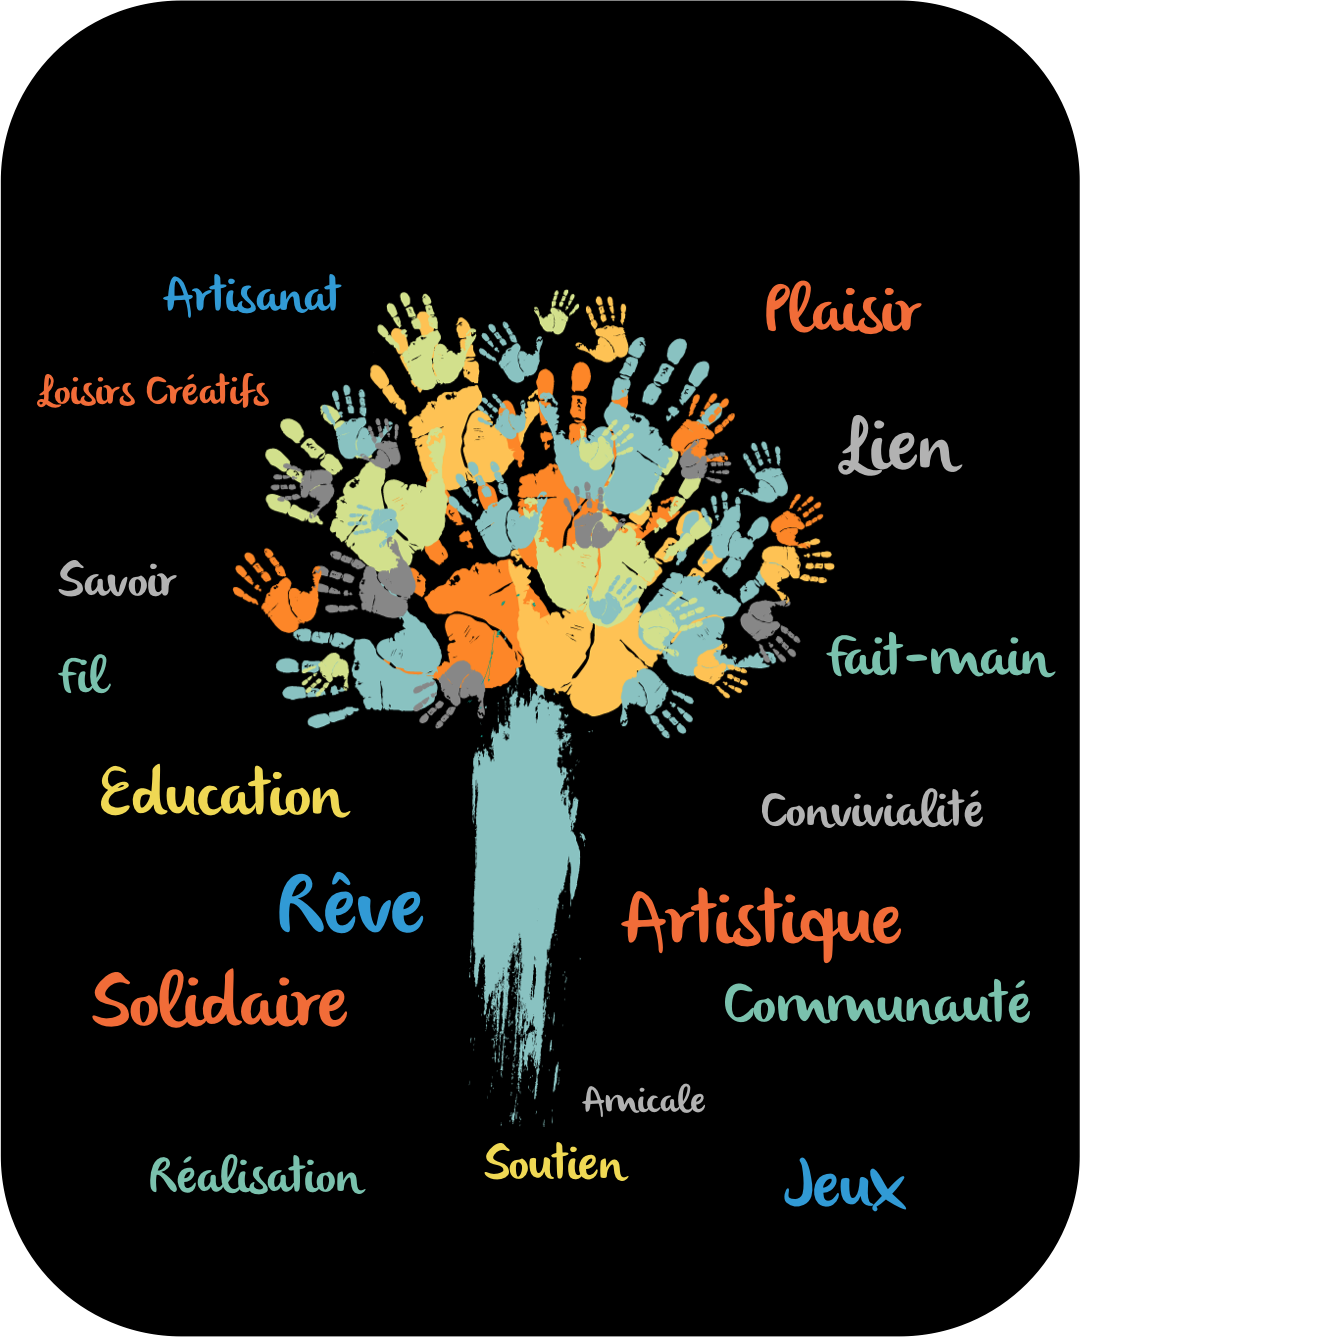 Artisanat
Plaisir
Loisirs Créatifs
Lien
Savoir
fait-main
fil
Education
Convivialité
Rêve
Artistique
Solidaire
Communauté
Amicale
Soutien
Réalisation
Jeux